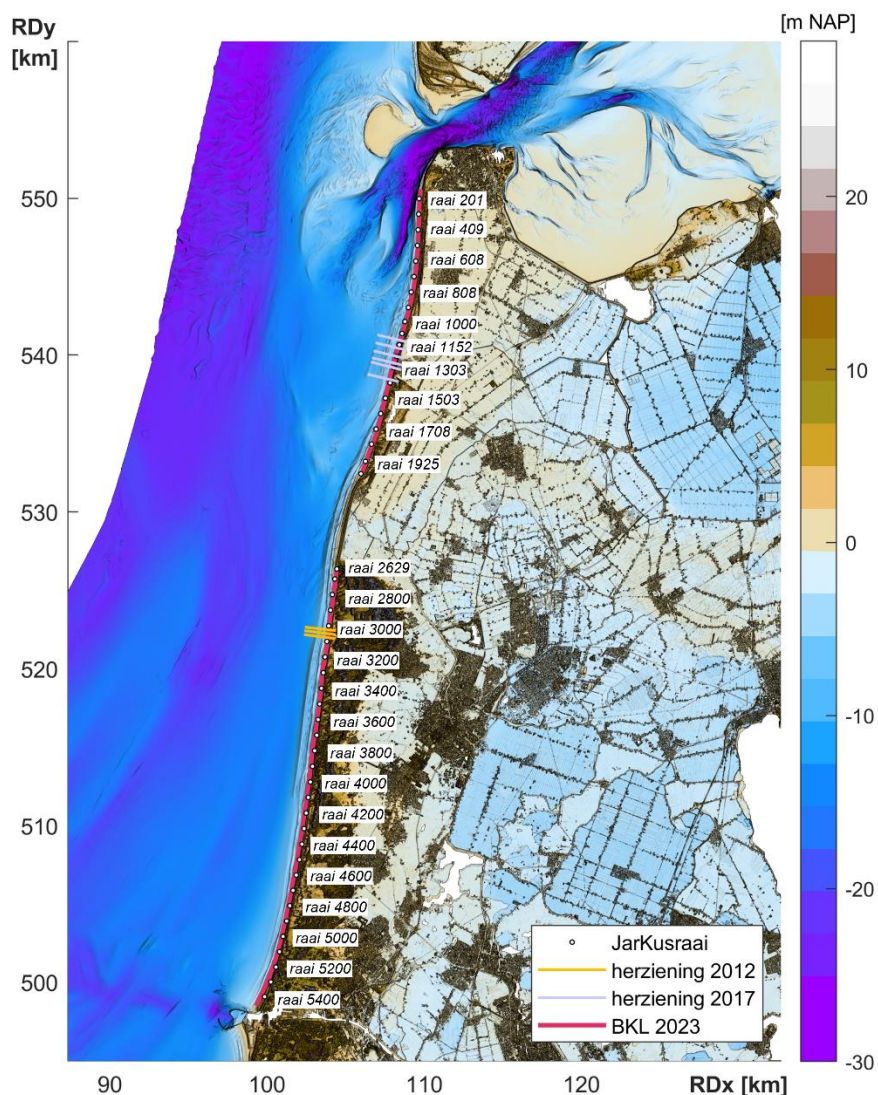 RDy
[km]
[m NAP]
550
540
530
520
510
500
90
100
110
120
RDx [km]
20
10
0
-10
-20
-30
raai 201
raai 409
raai 608
raai 808
raai 1000
raai 1152
raai 1303
raai 1503
raai 1708
raai 1925
raai 2629
raai 2800
raai 3000
raai 3200
raai 3400
raai 3600
raai 3800
raai 4000
raai 4200
raai 4400
raai 4600
raai 4800
raai 5000
raai 5200
raai 5400
JarKusraai
herziening 2012
herziening 2017
BKL 2023